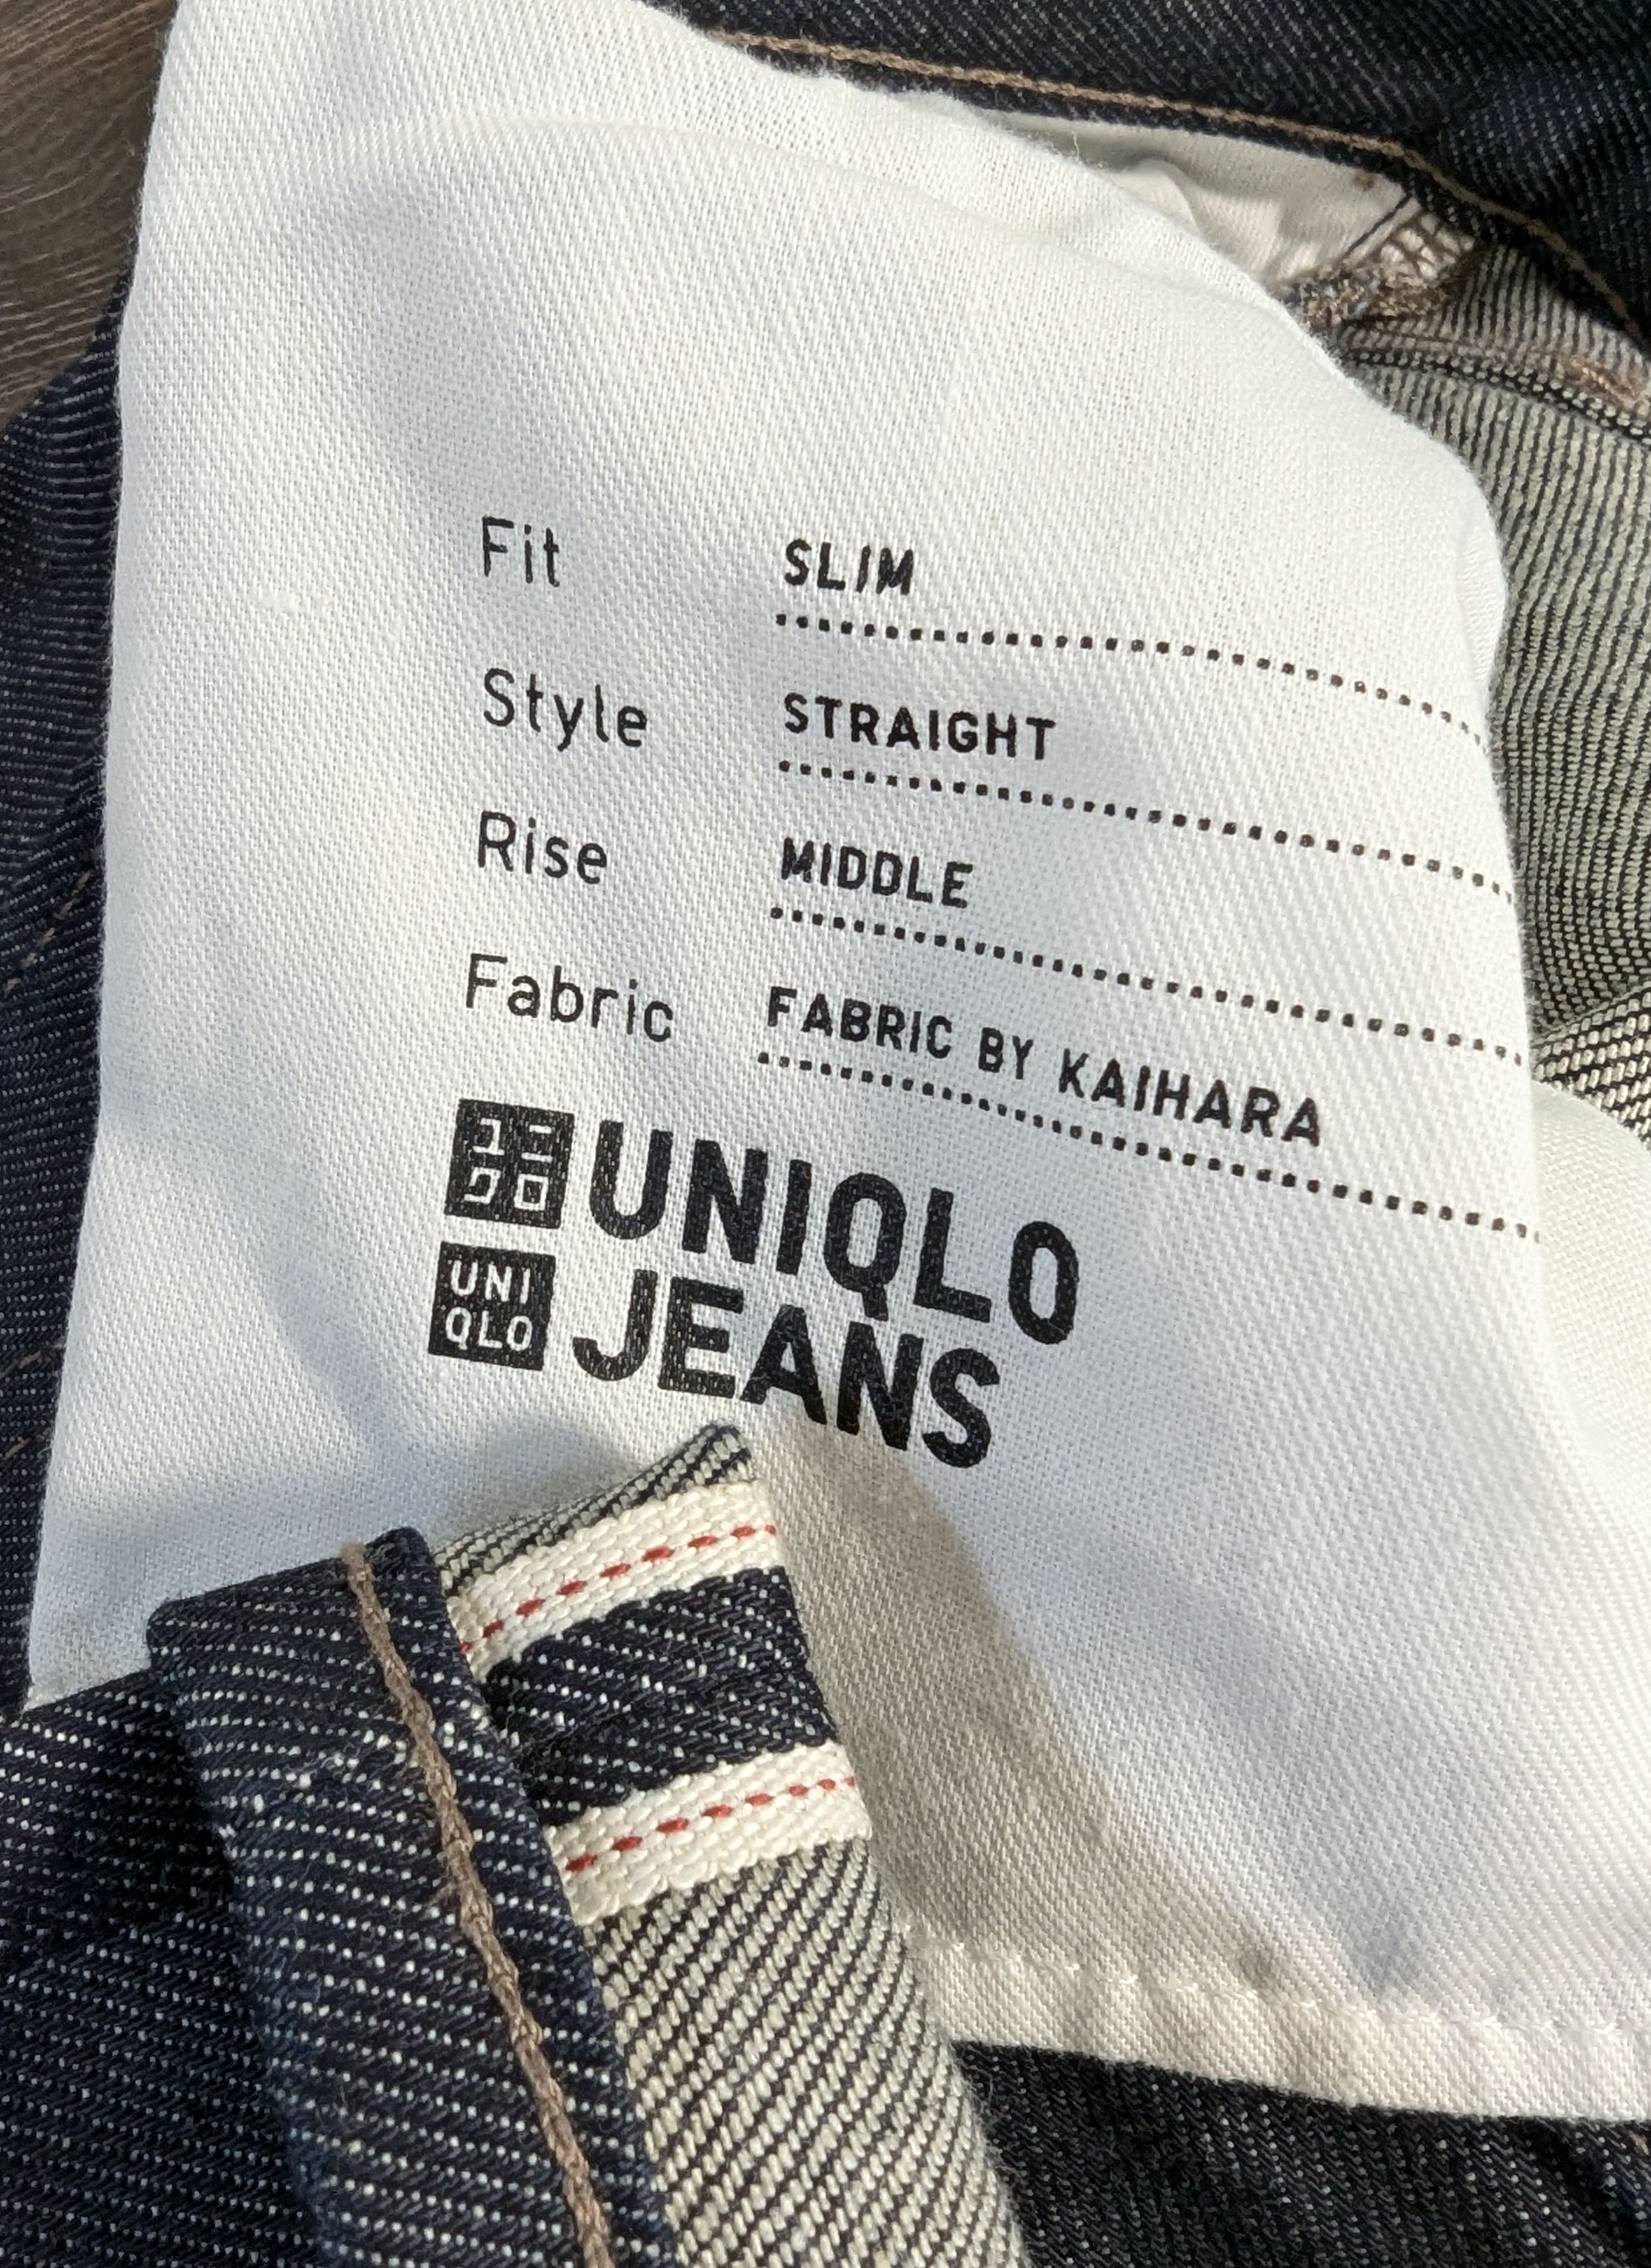 Fit SLIM
Style STRAIGHT
Rise MIDDLE
Fabric FABRIC BY KAIHARA
ユニ
クロ
UNIQLO
UNI
QLO
JEANS